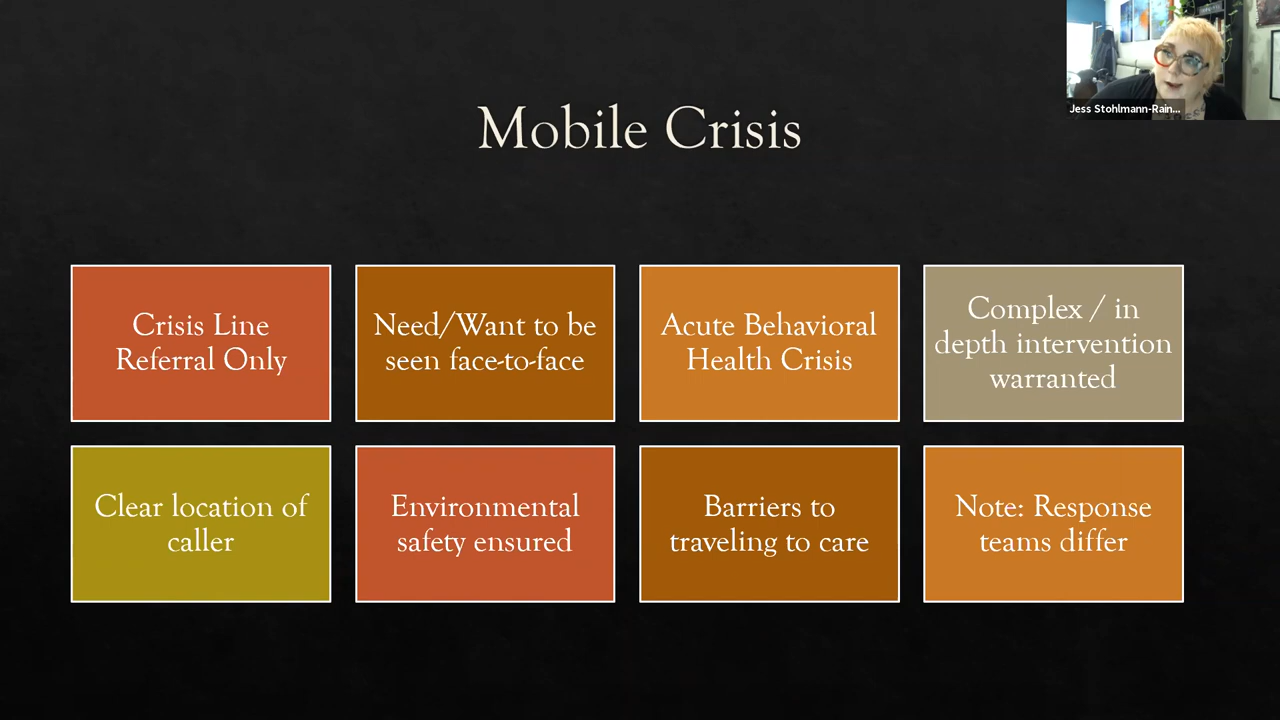 Jess Stohlmann-Rain...
Mobile Crisis
Crisis Line
Referral Only
Need/Want to be
seen face-to-face
Acute Behavioral
Health Crisis
Complex / in
depth intervention
warranted
Clear location of
caller
Environmental
safety ensured
Barriers to
traveling to care
Note: Response
teams differ